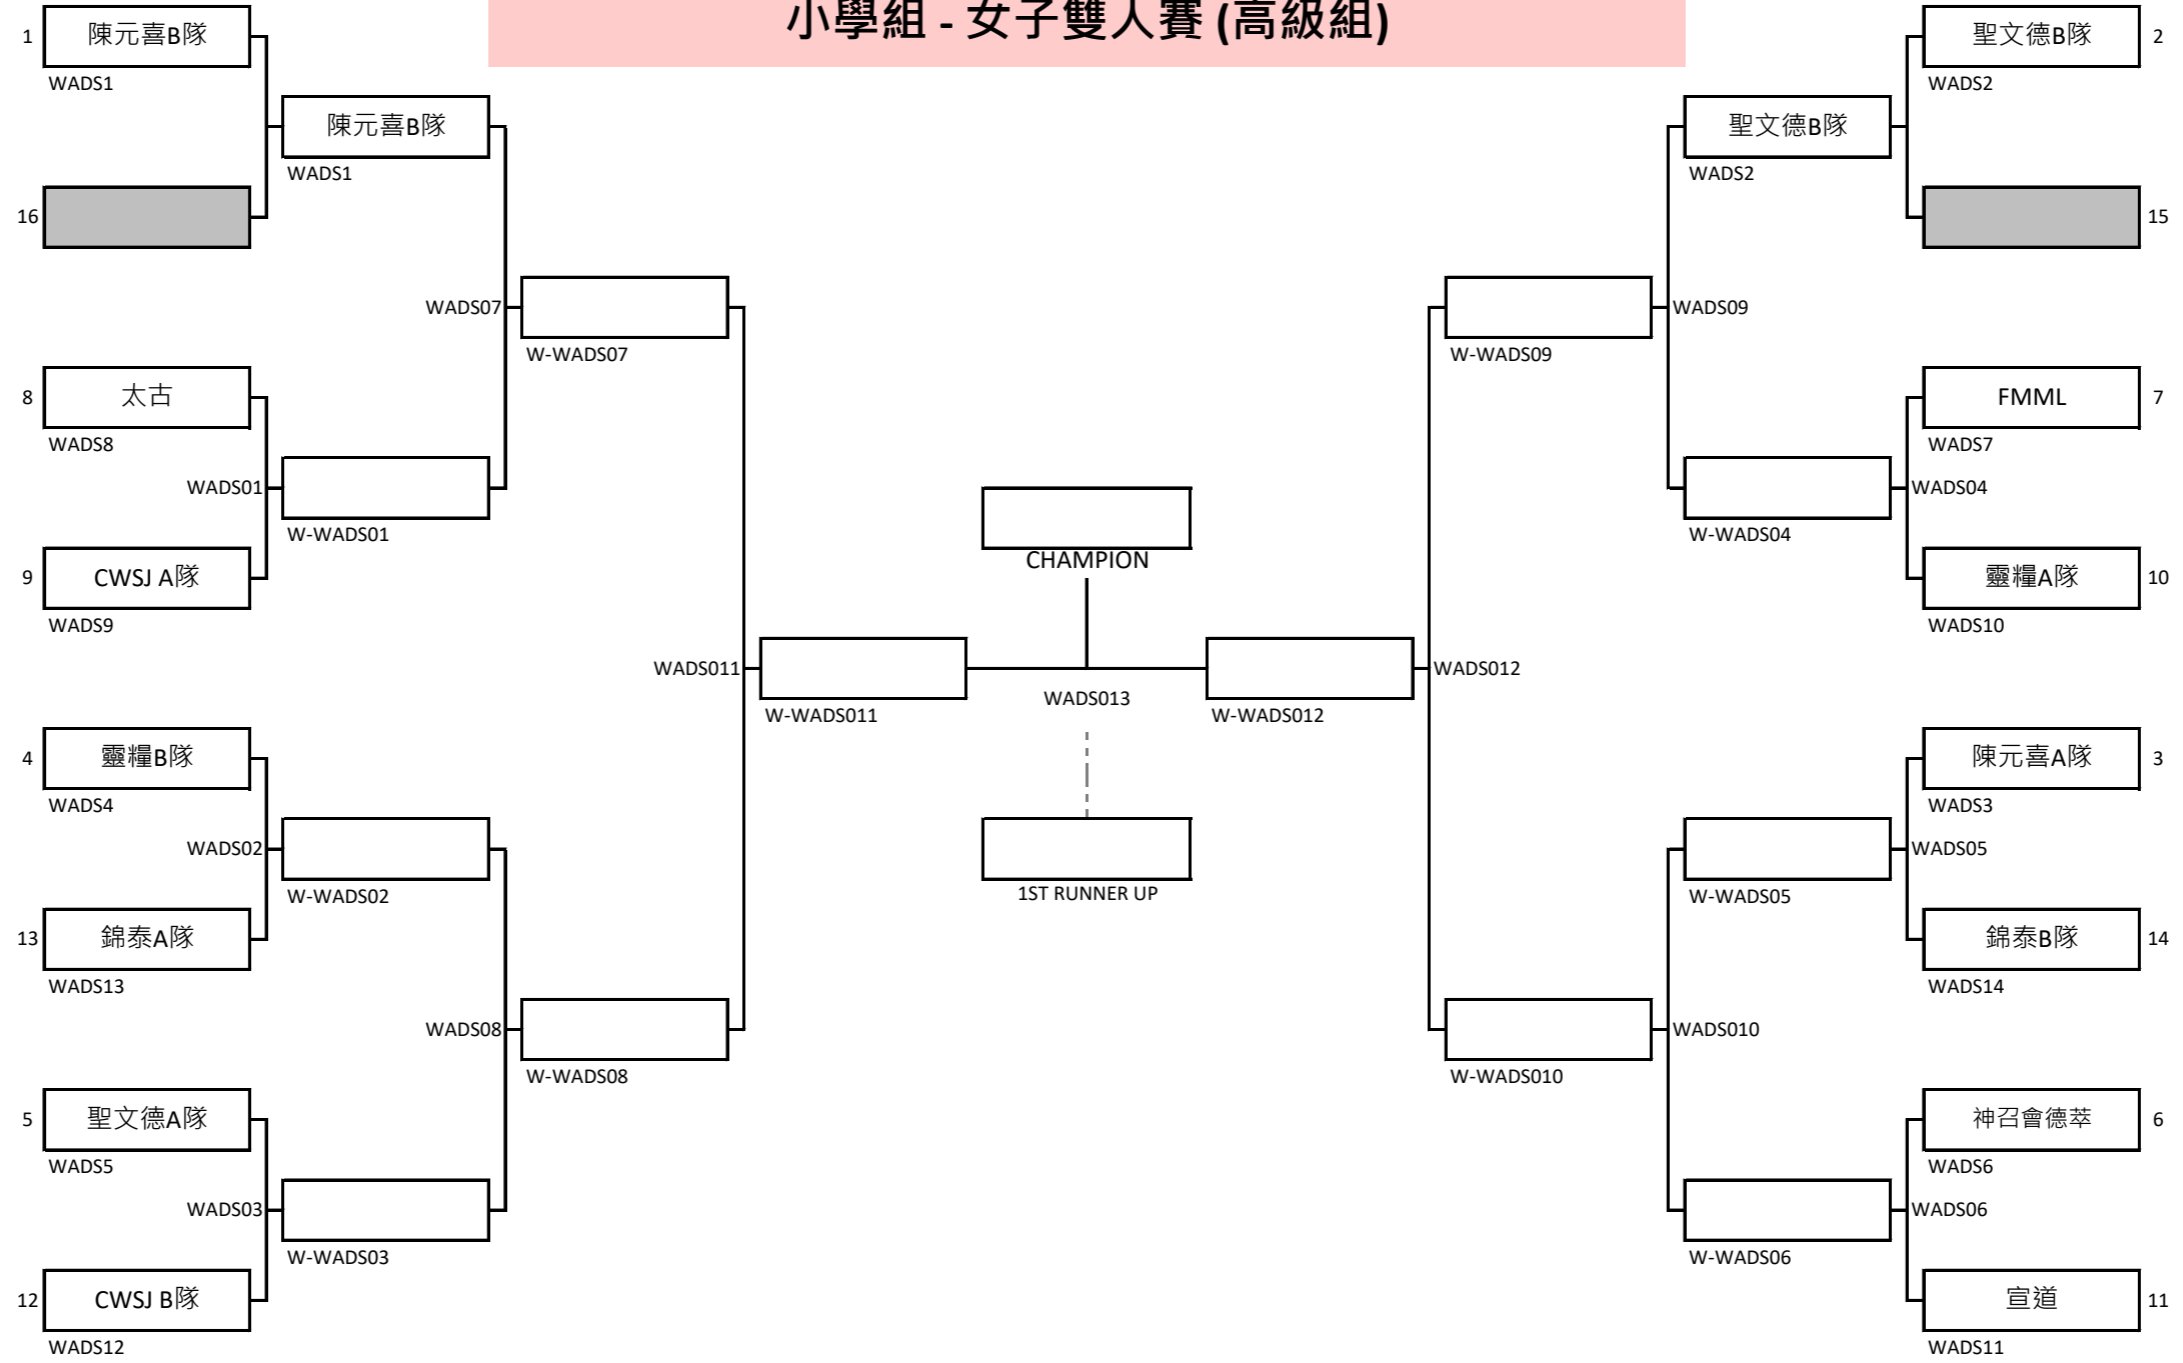 小學組 - 女子雙人賽 (高級組)
1 陳元喜B隊
WADS1
陳元喜B隊
WADS1
16
WADS07
W-WADS07
8 太古
WADS8
WADS01
W-WADS01
9 CWSJ A隊
WADS9
WADS011
W-WADS011
4 靈糧B隊
WADS4
WADS02
W-WADS02
13 錦泰A隊
WADS13
WADS08
W-WADS08
5 聖文德A隊
WADS5
WADS03
W-WADS03
12 CWSJ B隊
WADS12
CHAMPION
WADS013
1ST RUNNER UP
聖文德B隊 2
WADS2
聖文德B隊
WADS2
15
WADS09
W-WADS09
FMML 7
WADS7
WADS04
W-WADS04
靈糧A隊 10
WADS10
WADS012
W-WADS012
陳元喜A隊 3
WADS3
WADS05
W-WADS05
錦泰B隊 14
WADS14
WADS010
W-WADS010
神召會德萃 6
WADS6
WADS06
W-WADS06
宣道 11
WADS11